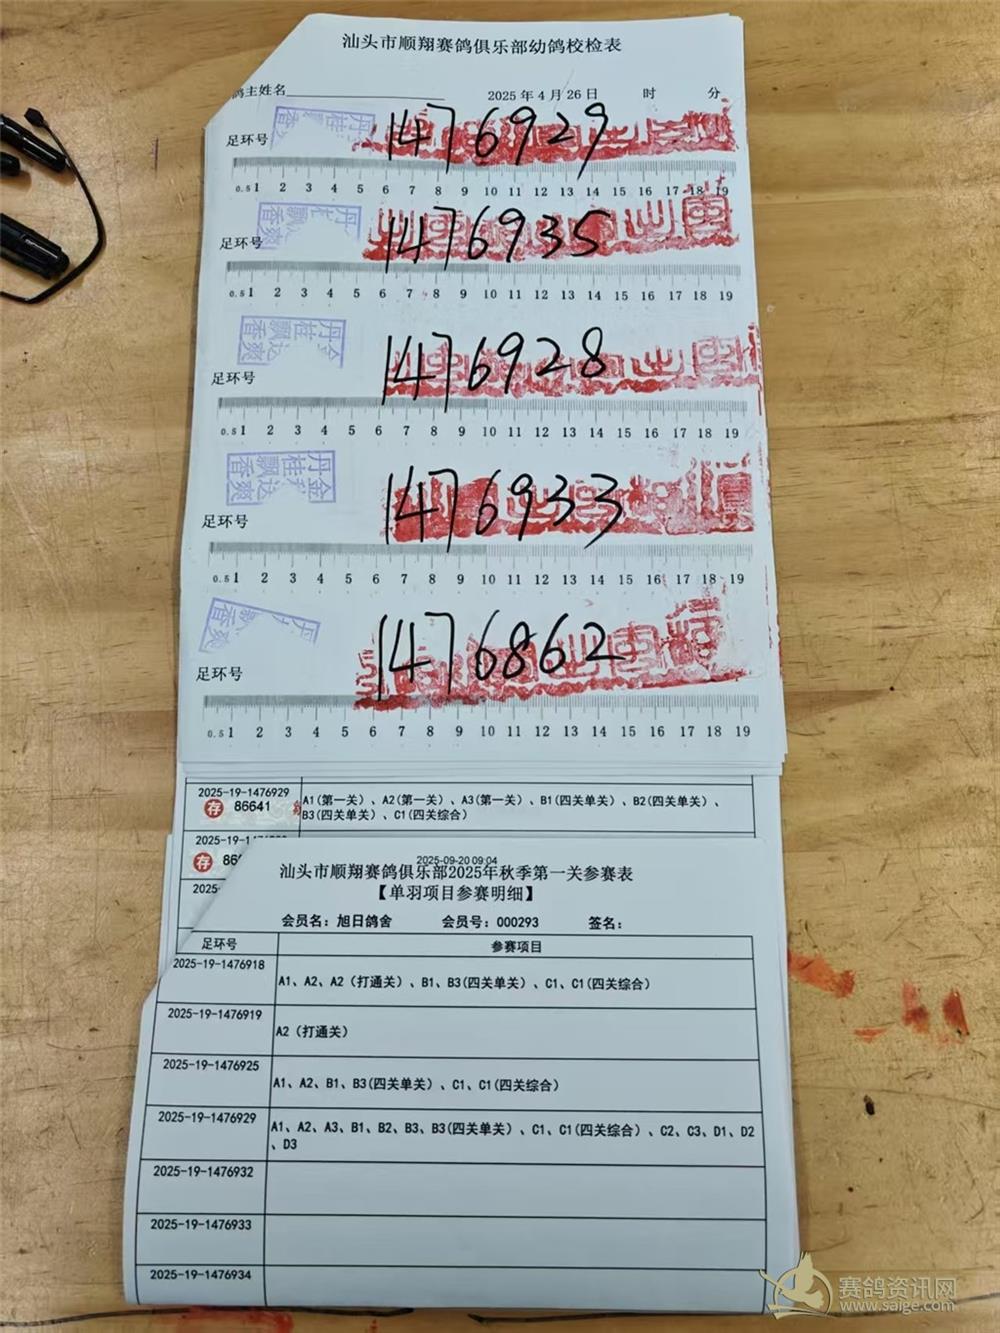 汕头市顺翔赛鸽俱乐部幼鸽校检表
鸽主姓名
2025 年 4 月 26 日 时 分
足环号 1476929
0.5 1 2 3 4 5 6 7 8 9 10 11 12 13 14 15 16 17 18 19
足环号 1476935
0.5 1 2 3 4 5 6 7 8 9 10 11 12 13 14 15 16 17 18 19
丹桂飘香
金达爽
足环号 1476928
0.5 1 2 3 4 5 6 7 8 9 10 11 12 13 14 15 16 17 18 19
足环号 1476933
0.5 1 2 3 4 5 6 7 8 9 10 11 12 13 14 15 16 17 18 19
足环号 1476862
0.5 1 2 3 4 5 6 7 8 9 10 11 12 13 14 15 16 17 18 19
2025-19-1476929
存 86641
A1(第一关)、A2(第一关)、A3(第一关)、B1(四关单关)、B2(四关单关)、
B3(四关单关)、C1(四关综合)
2025-19-
存 86
2025-
2025-09-20 09:04
汕头市顺翔赛鸽俱乐部2025年秋季第一关参赛表
【单羽项目参赛明细】
会员名：旭日鸽舍 会员号：000293 签名：
足环号 参赛项目
2025-19-1476918
A1、A2、A2（打通关）、B1、B3(四关单关）、C1、C1(四关综合)
2025-19-1476919
A2（打通关)
2025-19-1476925
A1、A2、B1、B3(四关单关）、C1、C1(四关综合)
2025-19-1476929
A1、A2、A3、B1、B2、B3、B3(四关单关）、C1、C1(四关综合）、C2、C3、D1、D2
、D3
2025-19-1476932
2025-19-1476933
2025-19-1476934
赛鸽资讯网
www.saige.com